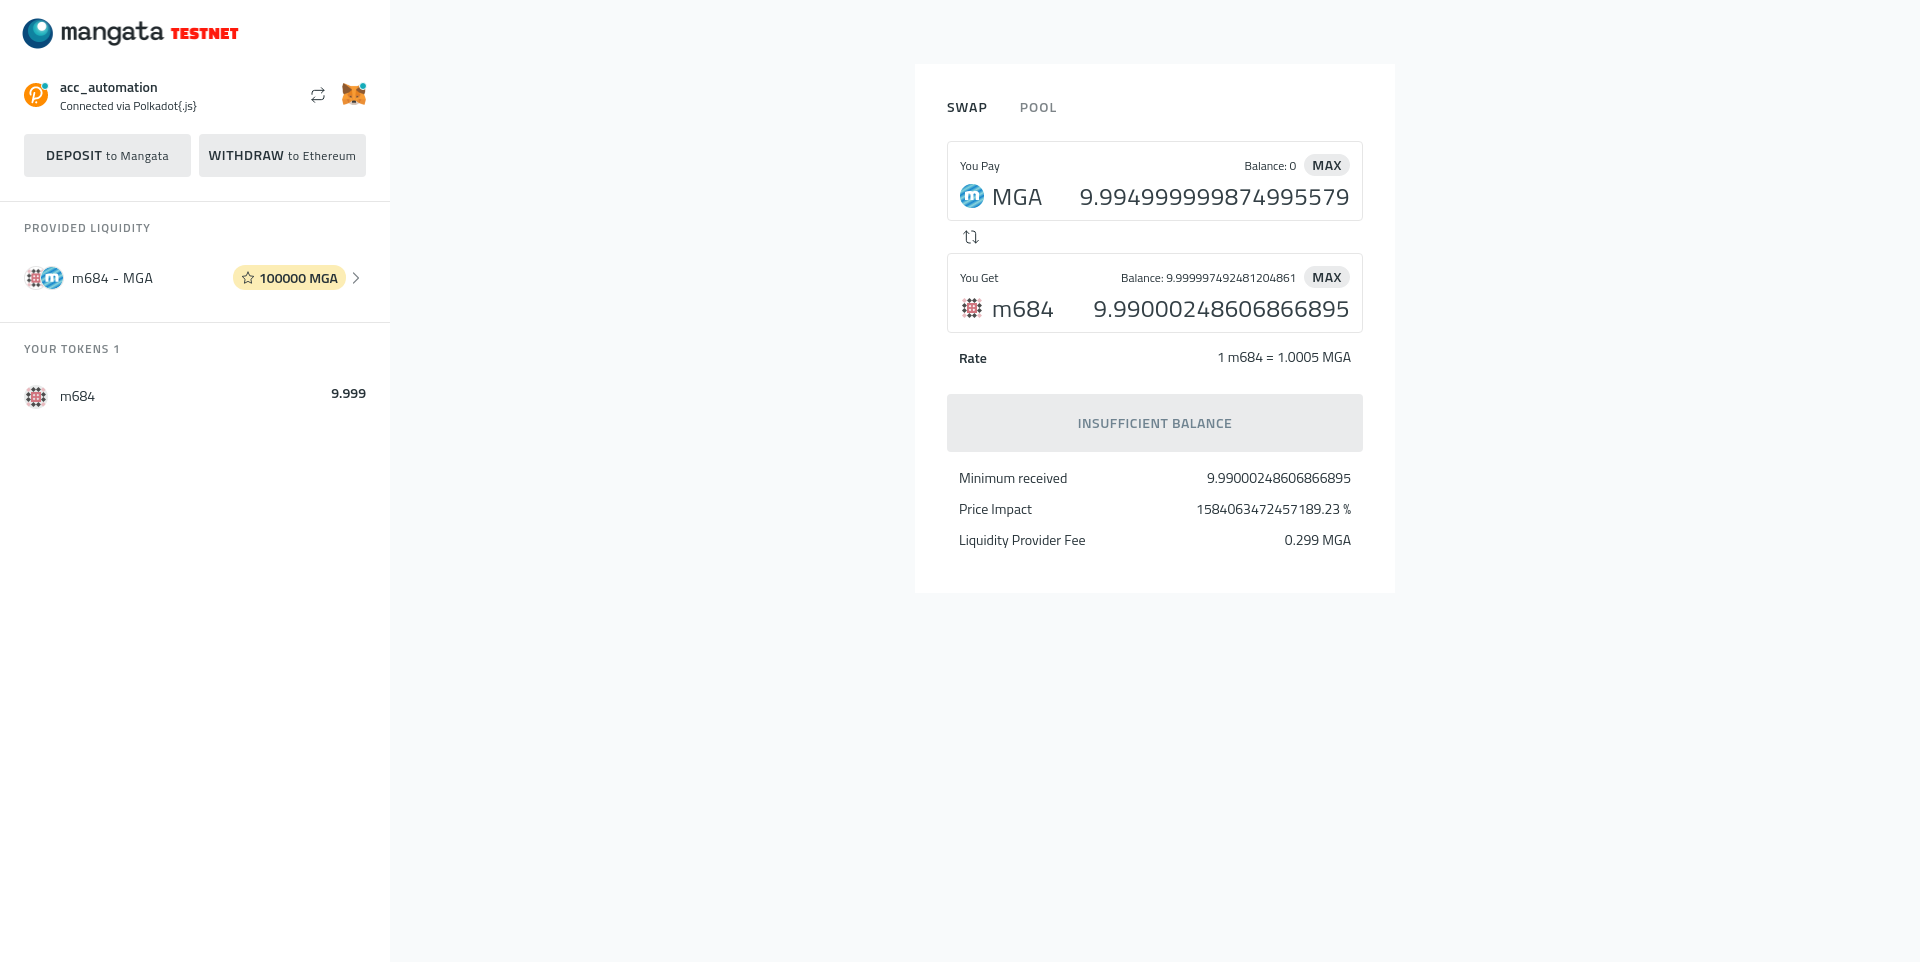 mangata TESTNET
acc_automation
Connected via Polkadot{.js}
DEPOSIT to Mangata
WITHDRAW to Ethereum
PROVIDED LIQUIDITY
m684 - MGA
100000 MGA
YOUR TOKENS 1
m684
9.999
SWAP
POOL
You Pay
Balance: 0
MAX
MGA
9.994999999874995579
You Get
Balance: 9.999997492481204861
MAX
m684
9.99000248606866895
Rate
1 m684 = 1.0005 MGA
INSUFFICIENT BALANCE
Minimum received
9.99000248606866895
Price Impact
1584063472457189.23 %
Liquidity Provider Fee
0.299 MGA